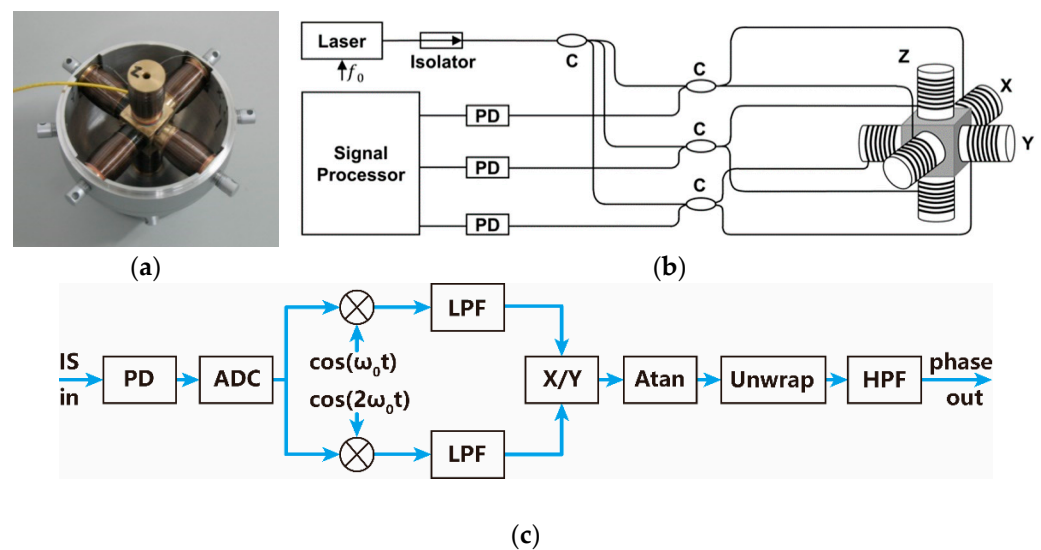 Z
(a)
Laser
Isolator
f₀
C
C
PD
Signal
Processor
C
PD
C
PD
Z
X
Y
(b)
LPF
IS
in
PD
ADC
cos(ω₀t)
cos(2ω₀t)
X/Y
Atan
Unwrap
HPF
phase
out
LPF
(c)